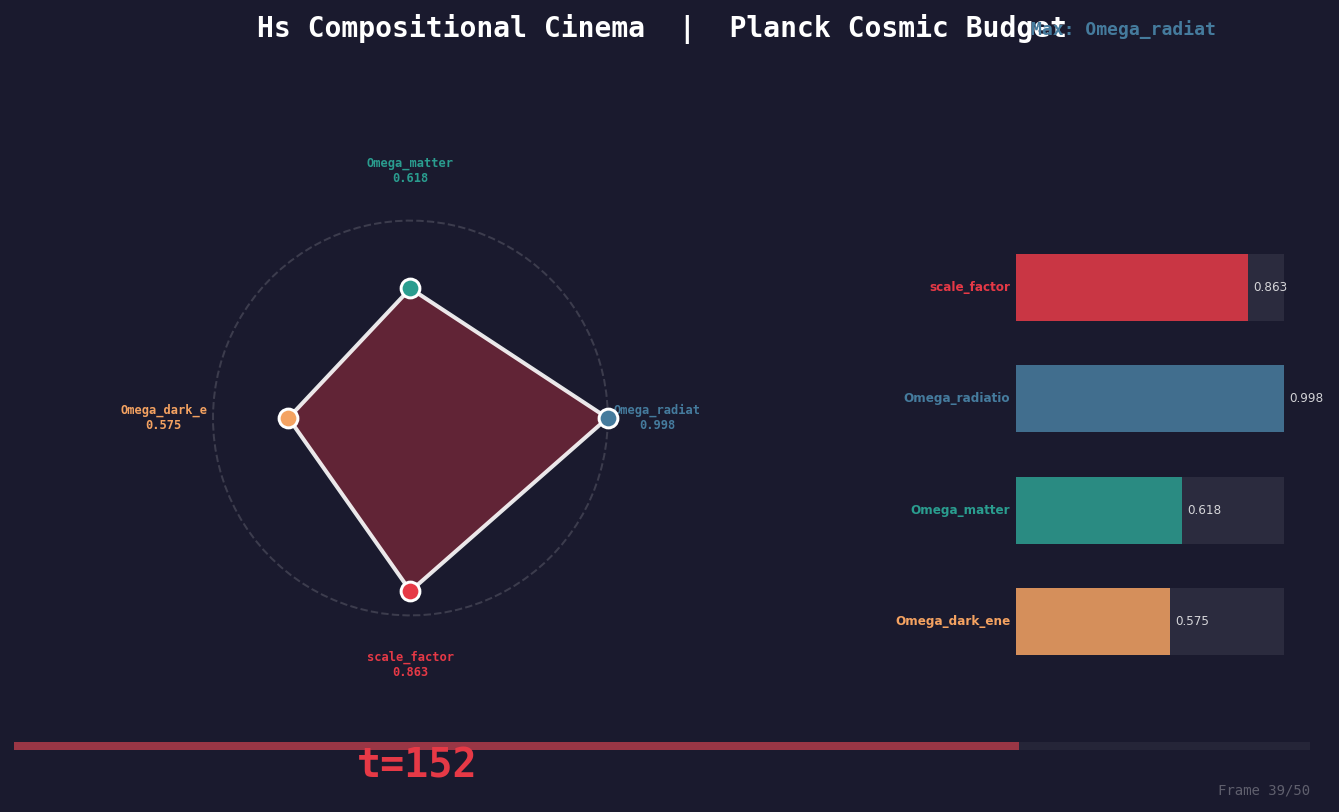 Hs Compositional Cinema | Planck Cosmic Budget
Max: Omega_radiat
Omega_matter
0.618
Omega_dark_e
0.575
Omega_radiat
0.998
scale_factor
0.863
scale_factor
0.863
Omega_radiatio
0.998
Omega_matter
0.618
Omega_dark_ene
0.575
t=152
Frame 39/50